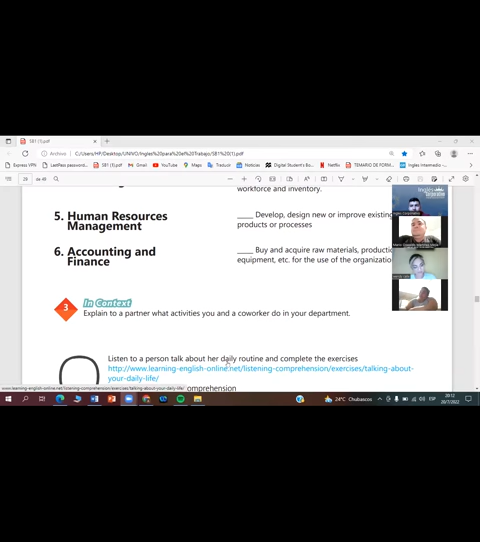 SB1 (1).pdf
Archivo
C:/Users/HP/Desktop/UNIVO/Ingles%20para%20el%20Trabajo/SB1%20(1).pdf
Express VPN
LastPass password...
SB1 (1).pdf
Gmail
YouTube
Maps
Traducir
Noticias
Digital Student's Bo...
Netflix
TEMARIO DE FORM...
Ingles Intermedio -...
29
de 48
workforce and inventory.
5. Human Resources
Management
____ Develop, design new or improve existing
products or processes
6. Accounting and
Finance
____ Buy and acquire raw materials, productio
equipment, etc. for the use of the organizatio
3
In Context
Explain to a partner what activities you and a coworker do in your department.
Listen to a person talk about her daily routine and complete the exercises
http://www.learning-english-online.net/listening-comprehension/exercises/talking-about-
your-daily-life/
omprehension
www.learning-english-online.net/listening-comprehension/exercises/talking-about-your-daily-life/
24°C
Chubascos
ESP
20:12
20/7/2022